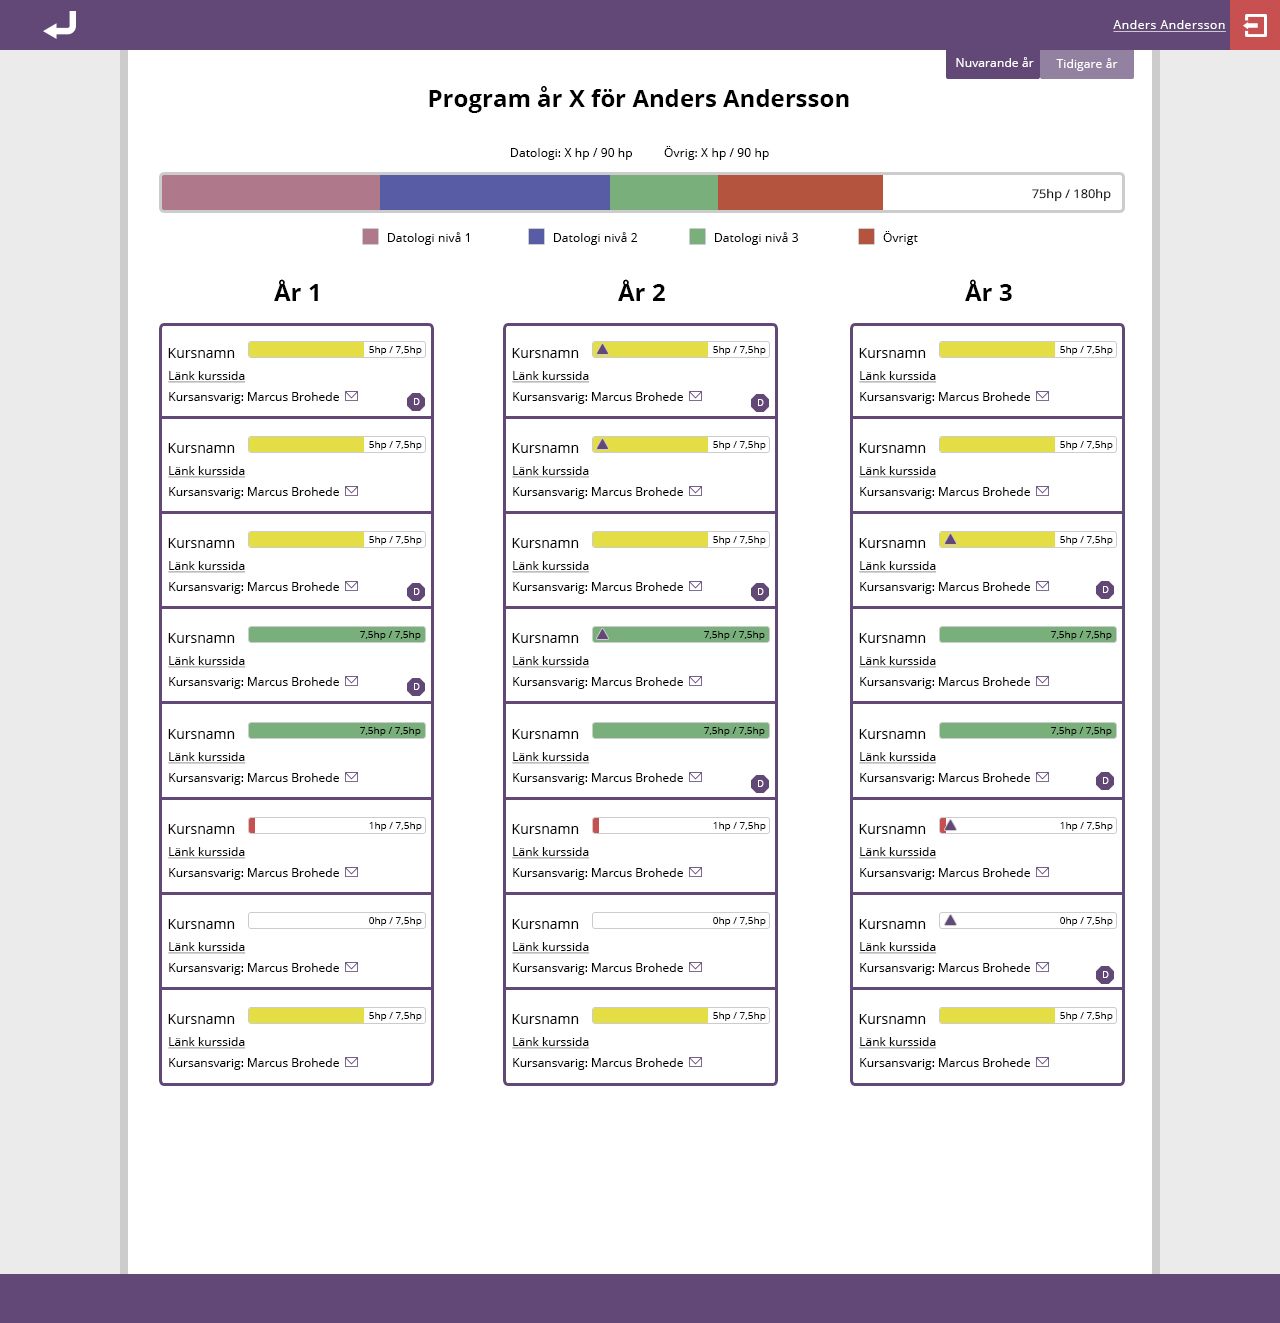 Anders Andersson
Nuvarande år
Tidigare år
Program år X för Anders Andersson
Datologi: X hp / 90 hp
Övrig: X hp / 90 hp
75hp / 180hp
Datologi nivå 1
Datologi nivå 2
Datologi nivå 3
Övrigt
År 1
Kursnamn
5hp / 7,5hp
Länk kurssida
Kursansvarig: Marcus Brohede
D
Kursnamn
5hp / 7,5hp
Länk kurssida
Kursansvarig: Marcus Brohede
Kursnamn
5hp / 7,5hp
Länk kurssida
Kursansvarig: Marcus Brohede
D
Kursnamn
7,5hp / 7,5hp
Länk kurssida
Kursansvarig: Marcus Brohede
D
Kursnamn
7,5hp / 7,5hp
Länk kurssida
Kursansvarig: Marcus Brohede
Kursnamn
1hp / 7,5hp
Länk kurssida
Kursansvarig: Marcus Brohede
Kursnamn
0hp / 7,5hp
Länk kurssida
Kursansvarig: Marcus Brohede
Kursnamn
5hp / 7,5hp
Länk kurssida
Kursansvarig: Marcus Brohede
År 2
Kursnamn
5hp / 7,5hp
Länk kurssida
Kursansvarig: Marcus Brohede
D
Kursnamn
5hp / 7,5hp
Länk kurssida
Kursansvarig: Marcus Brohede
Kursnamn
5hp / 7,5hp
Länk kurssida
Kursansvarig: Marcus Brohede
D
Kursnamn
7,5hp / 7,5hp
Länk kurssida
Kursansvarig: Marcus Brohede
Kursnamn
7,5hp / 7,5hp
Länk kurssida
Kursansvarig: Marcus Brohede
D
Kursnamn
1hp / 7,5hp
Länk kurssida
Kursansvarig: Marcus Brohede
Kursnamn
0hp / 7,5hp
Länk kurssida
Kursansvarig: Marcus Brohede
Kursnamn
5hp / 7,5hp
Länk kurssida
Kursansvarig: Marcus Brohede
År 3
Kursnamn
5hp / 7,5hp
Länk kurssida
Kursansvarig: Marcus Brohede
Kursnamn
5hp / 7,5hp
Länk kurssida
Kursansvarig: Marcus Brohede
Kursnamn
5hp / 7,5hp
Länk kurssida
Kursansvarig: Marcus Brohede
D
Kursnamn
7,5hp / 7,5hp
Länk kurssida
Kursansvarig: Marcus Brohede
Kursnamn
7,5hp / 7,5hp
Länk kurssida
Kursansvarig: Marcus Brohede
D
Kursnamn
1hp / 7,5hp
Länk kurssida
Kursansvarig: Marcus Brohede
Kursnamn
0hp / 7,5hp
Länk kurssida
Kursansvarig: Marcus Brohede
D
Kursnamn
5hp / 7,5hp
Länk kurssida
Kursansvarig: Marcus Brohede